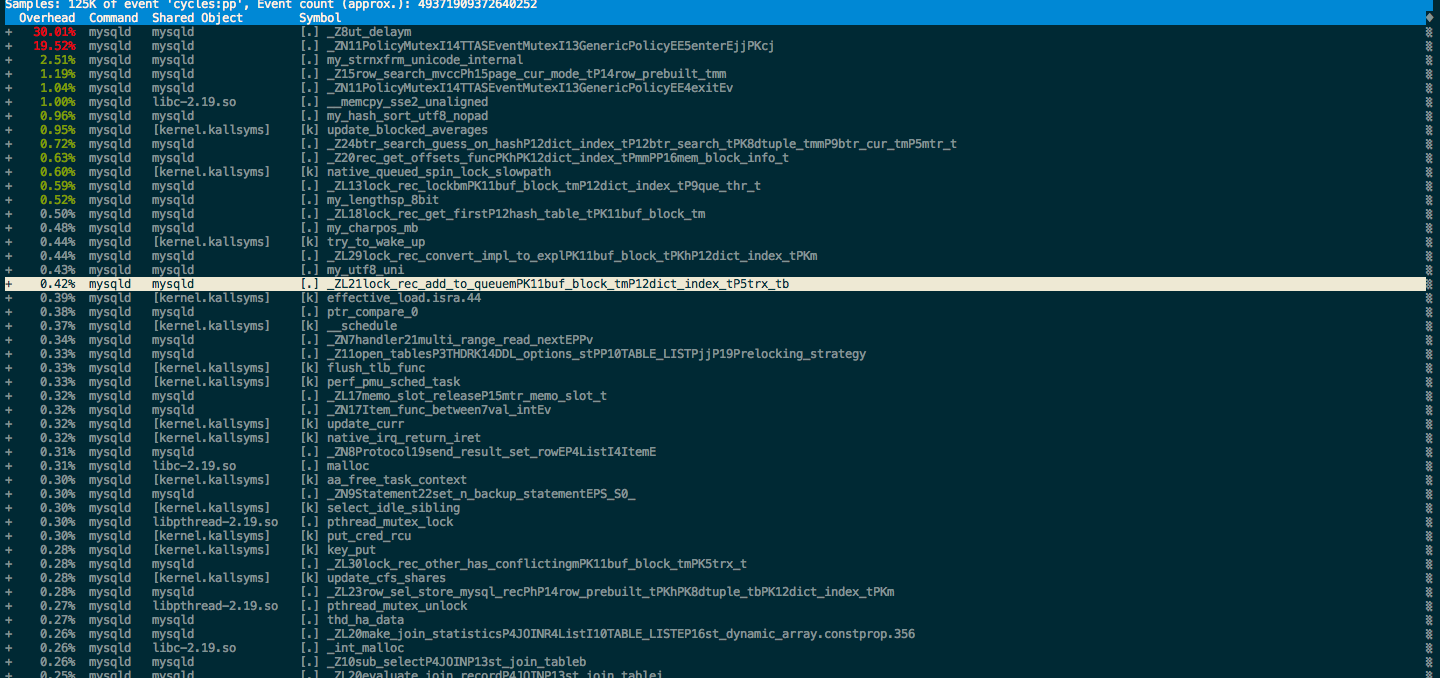 Samples: 125K of event 'cycles:pp', Event count (approx.): 49371909372640252
Overhead Command Shared Object Symbol
+ 30.01% mysqld mysqld [.] _Z8ut_delaym
+ 19.52% mysqld mysqld [.] _ZN11PolicyMutexI14TTASEventMutexI13GenericPolicyEE5enterEjjPKcj
+ 2.51% mysqld mysqld [.] my_strnxfrm_unicode_internal
+ 1.19% mysqld mysqld [.] _Z15row_search_mvccPh15page_cur_mode_tP14row_prebuilt_tmm
+ 1.04% mysqld mysqld [.] _ZN11PolicyMutexI14TTASEventMutexI13GenericPolicyEE4exitEv
+ 1.00% mysqld libc-2.19.so [.] __memcpy_sse2_unaligned
+ 0.96% mysqld mysqld [.] my_hash_sort_utf8_nopad
+ 0.95% mysqld [kernel.kallsyms] [k] update_blocked_averages
+ 0.72% mysqld mysqld [.] _Z24btr_search_guess_on_hashP12dict_index_tP12btr_search_tPK8dtuple_tmmP9btr_cur_tmP5mtr_t
+ 0.63% mysqld mysqld [.] _Z20rec_get_offsets_funcPKhPK12dict_index_tPmmPP16mem_block_info_t
+ 0.60% mysqld [kernel.kallsyms] [k] native_queued_spin_lock_slowpath
+ 0.59% mysqld mysqld [.] _ZL13lock_rec_lockbmPK11buf_block_tmP12dict_index_tP9que_thr_t
+ 0.52% mysqld mysqld [.] my_lengthsp_8bit
+ 0.50% mysqld mysqld [.] _ZL18lock_rec_get_firstP12hash_table_tPK11buf_block_tm
+ 0.48% mysqld mysqld [.] my_charpos_mb
+ 0.44% mysqld [kernel.kallsyms] [k] try_to_wake_up
+ 0.44% mysqld mysqld [.] _ZL29lock_rec_convert_impl_to_explPK11buf_block_tPKhP12dict_index_tPKm
+ 0.43% mysqld mysqld [.] my_utf8_uni
+ 0.42% mysqld mysqld [.] _ZL21lock_rec_add_to_queuemPK11buf_block_tmP12dict_index_tP5trx_tb
+ 0.39% mysqld [kernel.kallsyms] [k] effective_load.isra.44
+ 0.38% mysqld mysqld [.] ptr_compare_0
+ 0.37% mysqld [kernel.kallsyms] [k] __schedule
+ 0.34% mysqld mysqld [.] _ZN7handler21multi_range_read_nextEPPv
+ 0.33% mysqld mysqld [.] _Z11open_tablesP3THDRK14DDL_options_stPP10TABLE_LISTPjjP19Prelocking_strategy
+ 0.33% mysqld [kernel.kallsyms] [k] flush_tlb_func
+ 0.33% mysqld [kernel.kallsyms] [k] perf_pmu_sched_task
+ 0.32% mysqld mysqld [.] _ZL17memo_slot_releaseP15mtr_memo_slot_t
+ 0.32% mysqld mysqld [.] _ZN17Item_func_between7val_intEv
+ 0.32% mysqld [kernel.kallsyms] [k] update_curr
+ 0.32% mysqld [kernel.kallsyms] [k] native_irq_return_iret
+ 0.31% mysqld mysqld [.] _ZN8Protocol19send_result_set_rowEP4ListI4ItemE
+ 0.31% mysqld libc-2.19.so [.] malloc
+ 0.30% mysqld [kernel.kallsyms] [k] aa_free_task_context
+ 0.30% mysqld mysqld [.] _ZN9Statement22set_n_backup_statementEPS_S0_
+ 0.30% mysqld [kernel.kallsyms] [k] select_idle_sibling
+ 0.30% mysqld libpthread-2.19.so [.] pthread_mutex_lock
+ 0.30% mysqld [kernel.kallsyms] [k] put_cred_rcu
+ 0.28% mysqld [kernel.kallsyms] [k] key_put
+ 0.28% mysqld mysqld [.] _ZL30lock_rec_other_has_conflictingmPK11buf_block_tmPK5trx_t
+ 0.28% mysqld [kernel.kallsyms] [k] update_cfs_shares
+ 0.28% mysqld mysqld [.] _ZL23row_sel_store_mysql_recPhP14row_prebuilt_tPKhPK8dtuple_tbPK12dict_index_tPKm
+ 0.27% mysqld libpthread-2.19.so [.] pthread_mutex_unlock
+ 0.27% mysqld mysqld [.] thd_ha_data
+ 0.26% mysqld mysqld [.] _ZL20make_join_statisticsP4JOINR4ListI10TABLE_LISTEP16st_dynamic_array.constprop.356
+ 0.26% mysqld libc-2.19.so [.] _int_malloc
+ 0.26% mysqld mysqld [.] _Z10sub_selectP4JOINP13st_join_tableb
+ 0.25% mysqld mysqld [.] _ZL20evaluate_join_recordP4JOINP13st_join_tablei